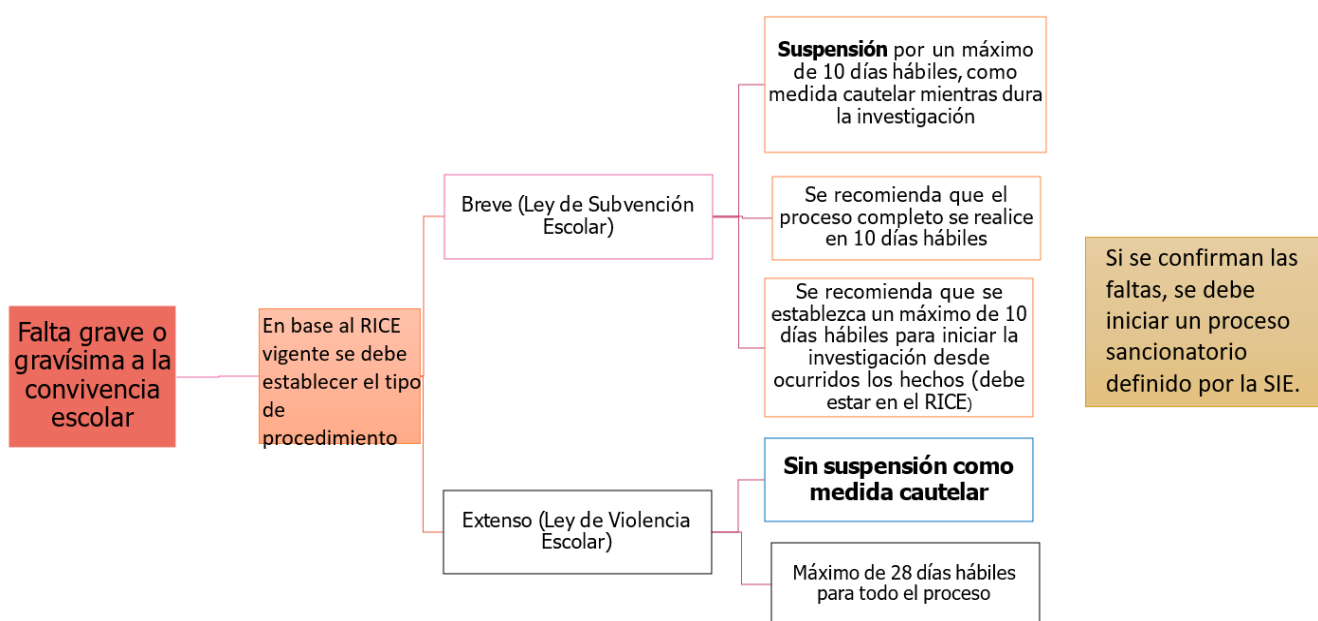 Falta grave o
gravísima a la
convivencia
escolar
En base al RICE
vigente se debe
establecer el tipo
de
procedimiento
Breve (Ley de Subvención
Escolar)
Suspensión por un máximo
de 10 días hábiles, como
medida cautelar mientras dura
la investigación
Se recomienda que el
proceso completo se realice
en 10 días hábiles
Se recomienda que se
establezca un máximo de 10
días hábiles para iniciar la
investigación desde
ocurridos los hechos (debe
estar en el RICE)
Extenso (Ley de Violencia
Escolar)
Sin suspensión como
medida cautelar
Máximo de 28 días hábiles
para todo el proceso
Si se confirman las
faltas, se debe
iniciar un proceso
sancionatorio
definido por la SIE.